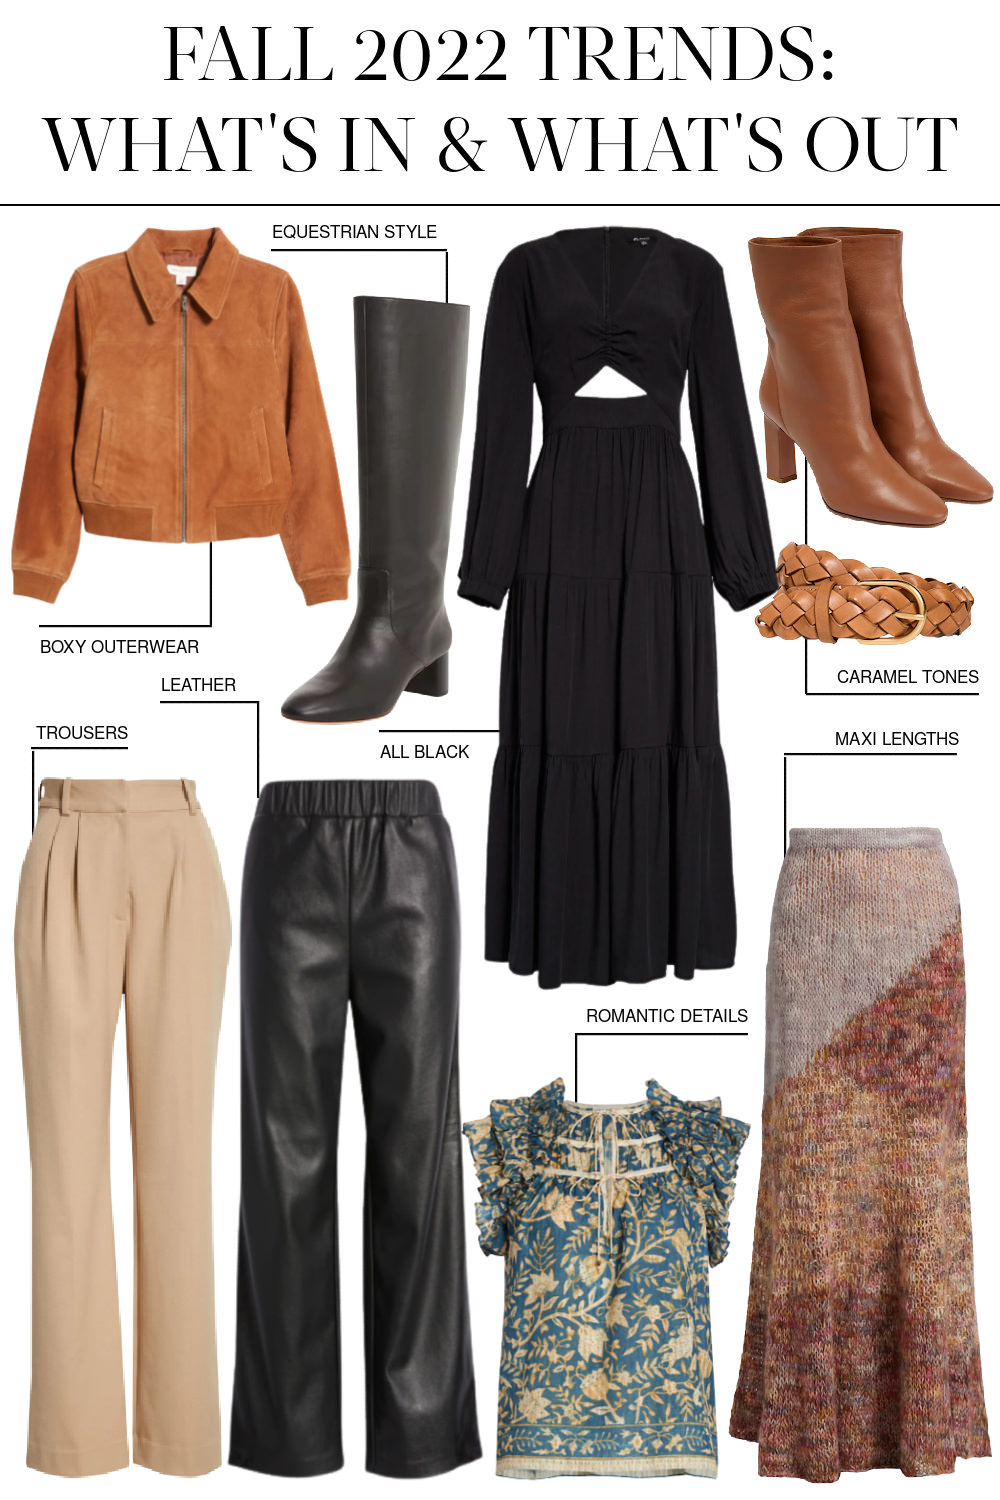 FALL 2022 TRENDS:
WHAT'S IN & WHAT'S OUT
EQUESTRIAN STYLE
BOXY OUTERWEAR
LEATHER
CARAMEL TONES
TROUSERS
ALL BLACK
MAXI LENGTHS
ROMANTIC DETAILS